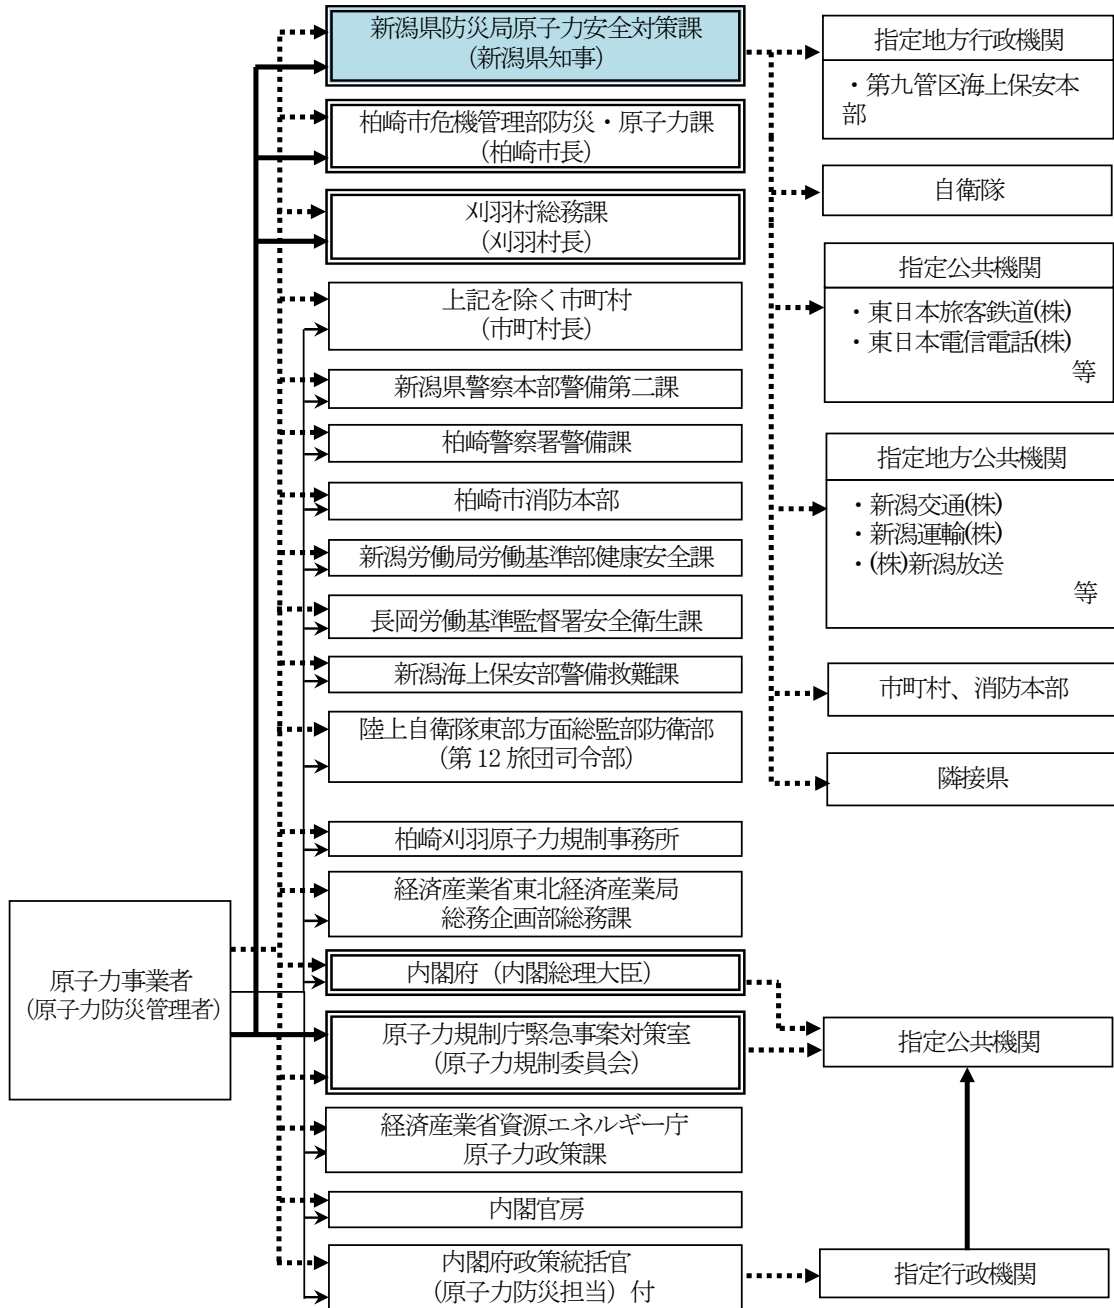 新潟県防災局原子力安全対策課
(新潟県知事)
柏崎市危機管理部防災・原子力課
(柏崎市長)
刈羽村総務課
(刈羽村長)
上記を除く市町村
(市町村長)
新潟県警察本部警備第二課
柏崎警察署警備課
柏崎市消防本部
新潟労働局労働基準部健康安全課
長岡労働基準監督署安全衛生課
新潟海上保安部警備救難課
陸上自衛隊東部方面総監部防衛部
(第12旅団司令部)
柏崎刈羽原子力規制事務所
経済産業省東北経済産業局
総務企画部総務課
内閣府（内閣総理大臣）
原子力規制庁緊急事案対策室
(原子力規制委員会)
経済産業省資源エネルギー庁
原子力政策課
内閣官房
内閣府政策統括官
(原子力防災担当）付
原子力事業者
(原子力防災管理者)
指定地方行政機関
・第九管区海上保安本
部
自衛隊
指定公共機関
・東日本旅客鉄道(株)
・東日本電信電話(株)
等
指定地方公共機関
・新潟交通(株)
・新潟運輸(株)
・(株)新潟放送
等
市町村、消防本部
隣接県
指定公共機関
指定行政機関